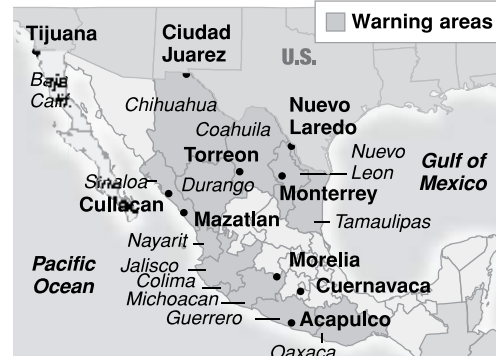 Warning areas
Tijuana
Ciudad
Juarez
U.S.
Baja
Calif.
Chihuahua
Nuevo
Laredo
Coahuila
Torreon
Nuevo
Leon
Gulf of
Mexico
Sinaloa
Durango
Monterrey
Culiacan
Mazatlan
Tamaulipas
Nayarit
Pacific
Ocean
Jalisco
Morelia
Colima
Cuernavaca
Michoacan
Guerrero
Acapulco
Oaxaca